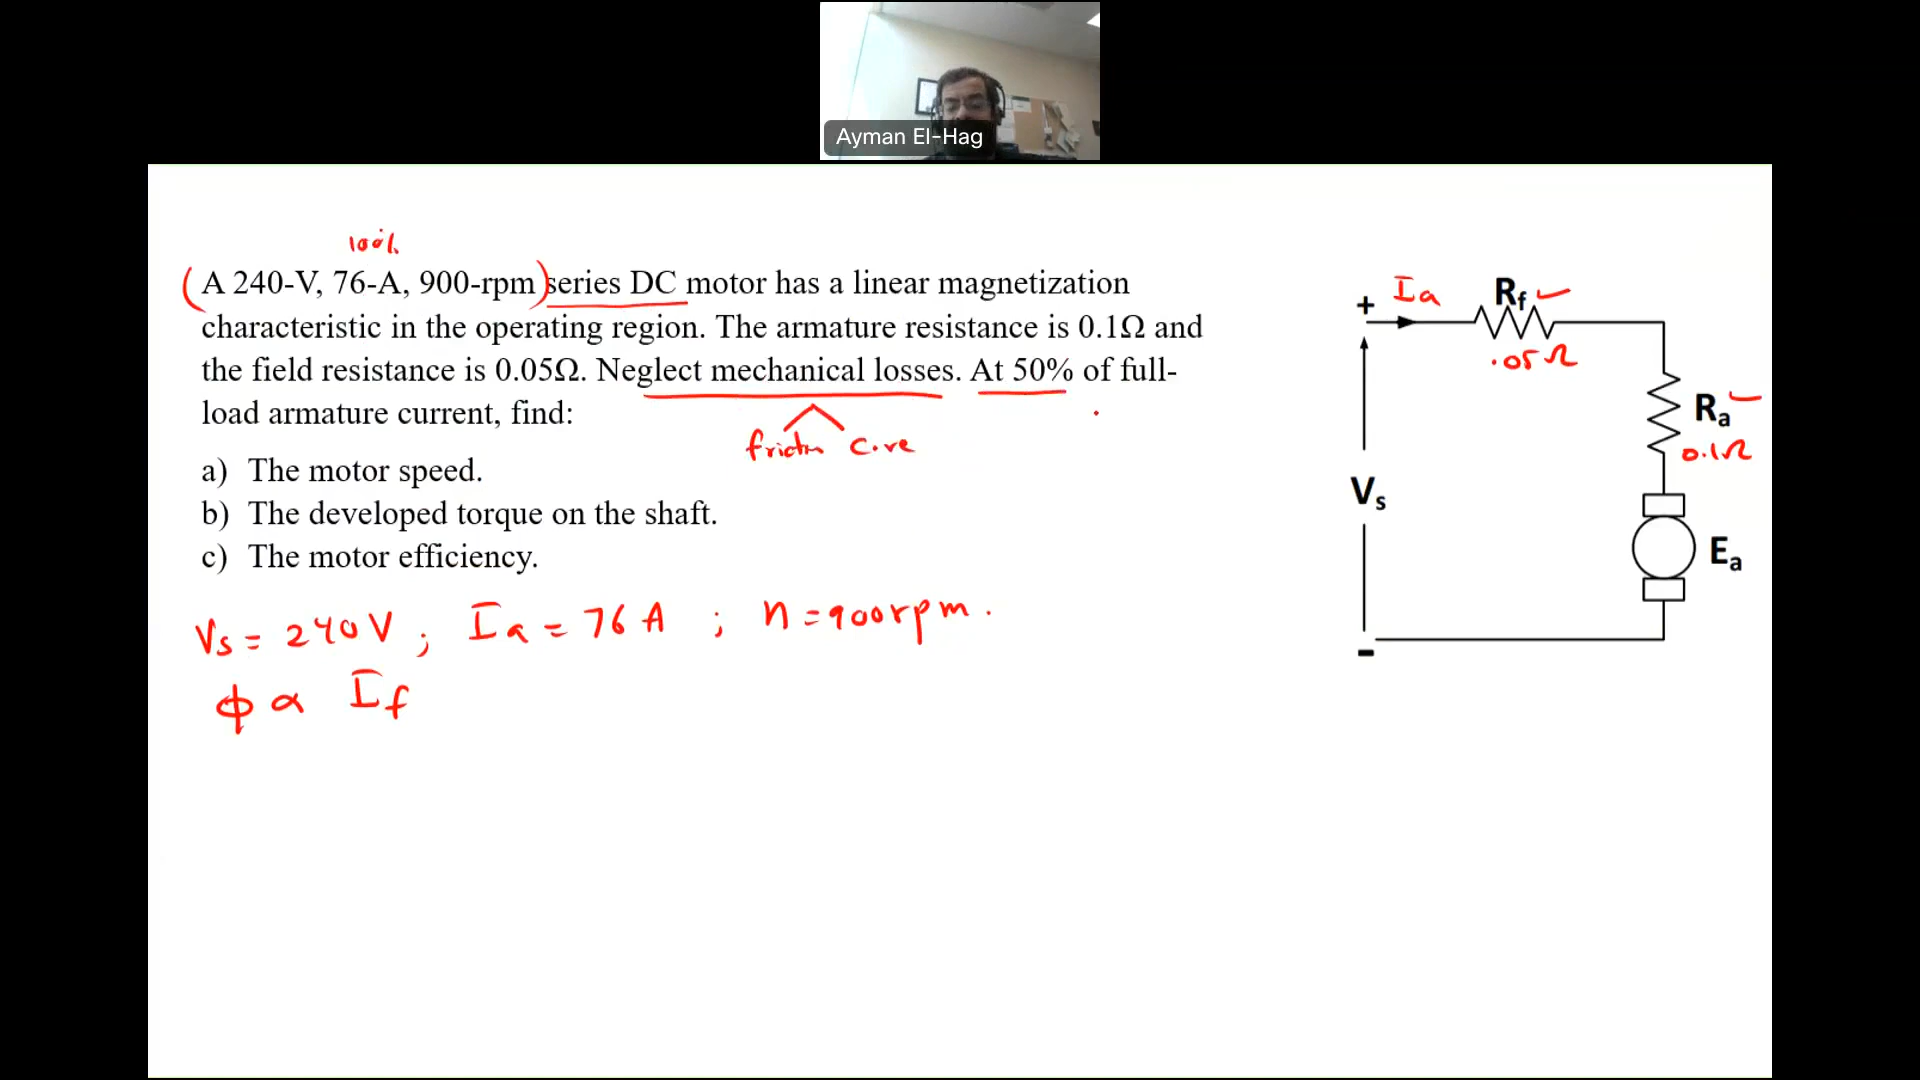 Ayman El-Hag
100%
(A 240-V, 76-A, 900-rpm) series DC motor has a linear magnetization
characteristic in the operating region. The armature resistance is 0.1Ω and
the field resistance is 0.05Ω. Neglect mechanical losses. At 50% of full-
load armature current, find:
frictn core
a) The motor speed.
b) The developed torque on the shaft.
c) The motor efficiency.
Vs = 240V ; Ia = 76 A ; n = 900 rpm .
ϕ α If
+ Ia Rf
.05Ω
Ra
0.1Ω
Vs
Ea
-